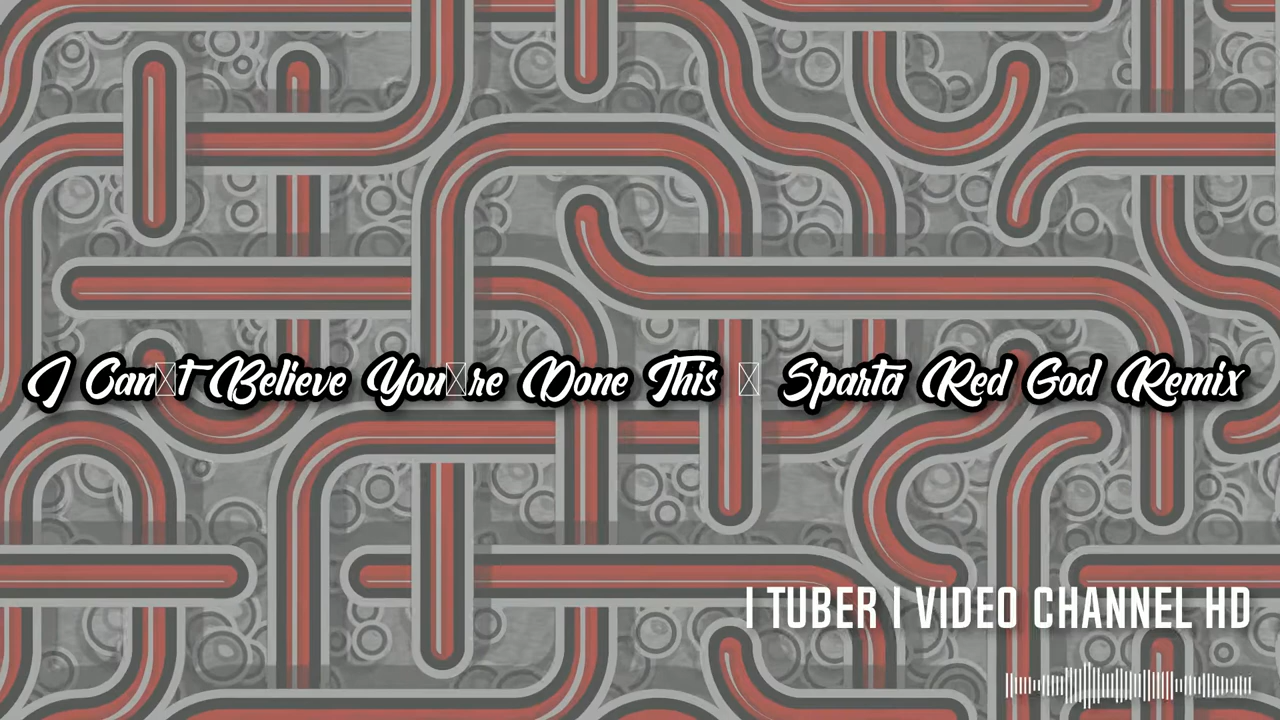 I Can□t Believe You□re Done This □ Sparta Red God Remix
I TUBER | VIDEO CHANNEL HD